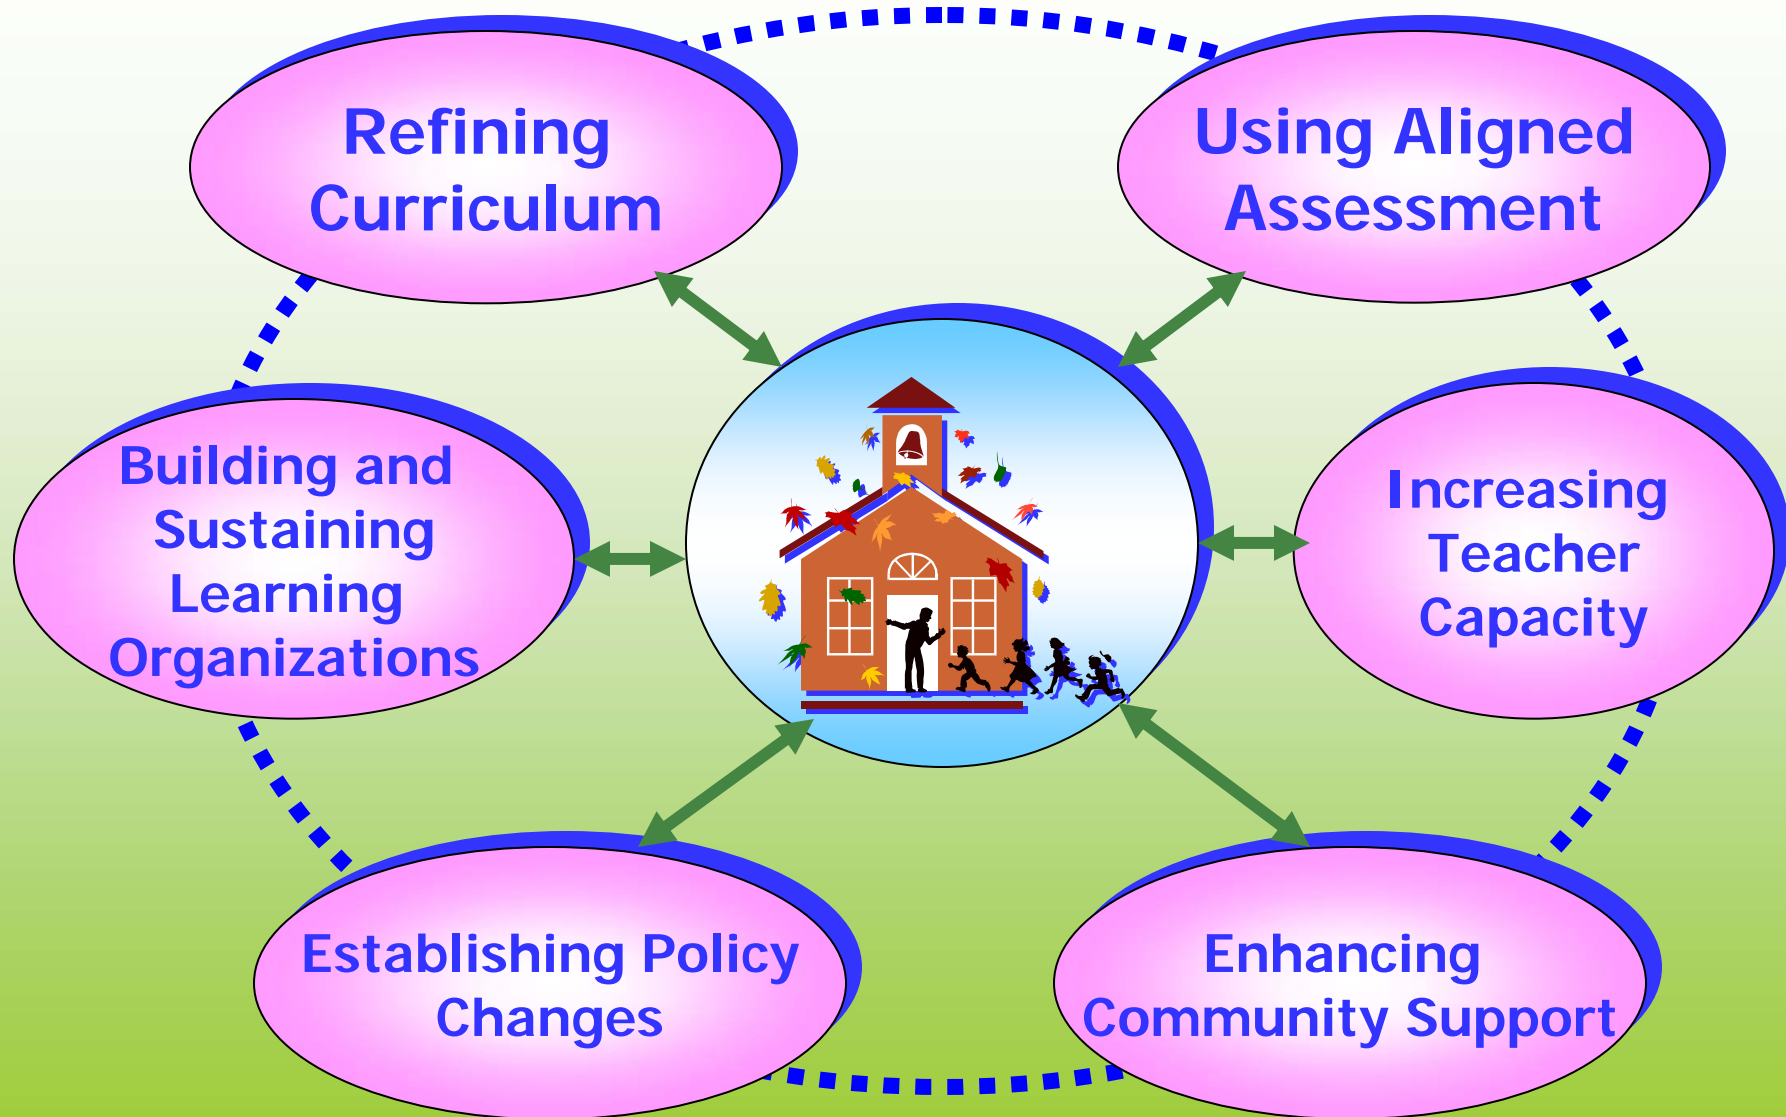 Refining
Curriculum
Using Aligned
Assessment
Building and
Sustaining
Learning
Organizations
Increasing
Teacher
Capacity
Establishing Policy
Changes
Enhancing
Community Support